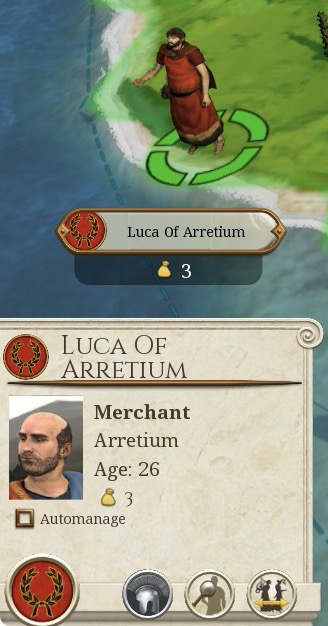 Luca Of Arretium
3
LUCA OF
ARRETIUM
Merchant
Arretium
Age: 26
3
Automanage